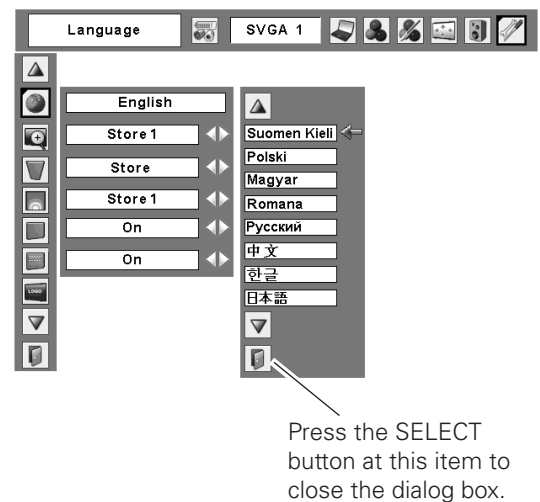 Language
SVGA 1
English
Store 1
Store
Store 1
On
On
LOGO
Suomen Kieli
Polski
Magyar
Romana
Русский
中文
한글
日本語
Press the SELECT
button at this item to
close the dialog box.